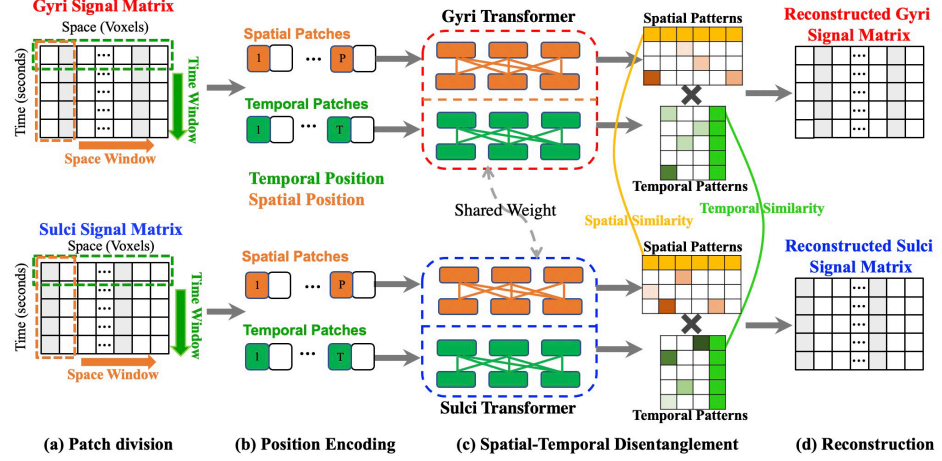 Gyri Signal Matrix
Space (Voxels)
...
...
...
...
...
Time (seconds)
Time Window
Space Window
Spatial Patches
1 ... P
Temporal Patches
1 ... T
Temporal Position
Spatial Position
Gyri Transformer
Shared Weight
Spatial Patterns
Temporal Patterns
Reconstructed Gyri
Signal Matrix
...
...
...
...
...
Spatial Similarity
Temporal Similarity
Sulci Signal Matrix
Space (Voxels)
...
...
...
...
...
Time (seconds)
Time Window
Space Window
Spatial Patches
1 ... P
Temporal Patches
1 ... T
Sulci Transformer
Spatial Patterns
Temporal Patterns
Reconstructed Sulci
Signal Matrix
...
...
...
...
...
(a) Patch division
(b) Position Encoding
(c) Spatial-Temporal Disentanglement
(d) Reconstruction